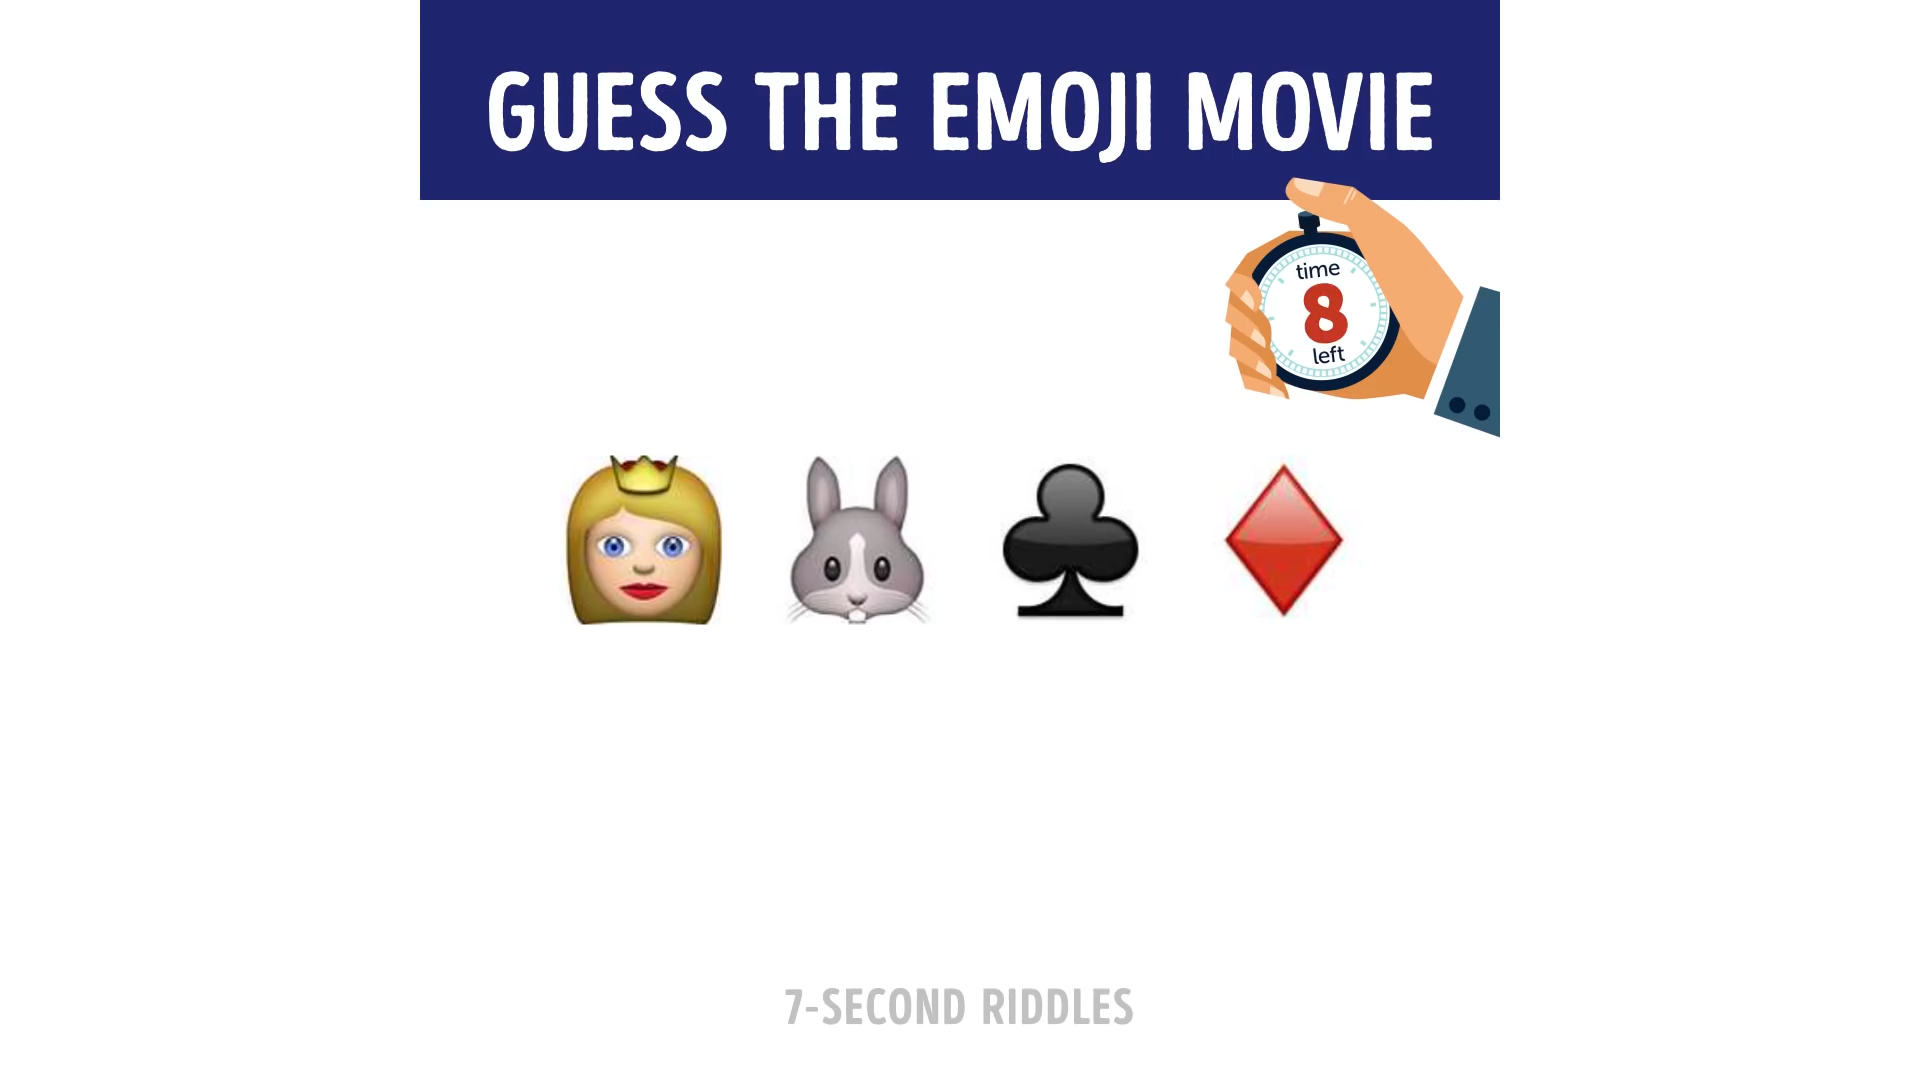 GUESS THE EMOJI MOVIE
time
8
left
7-SECOND RIDDLES